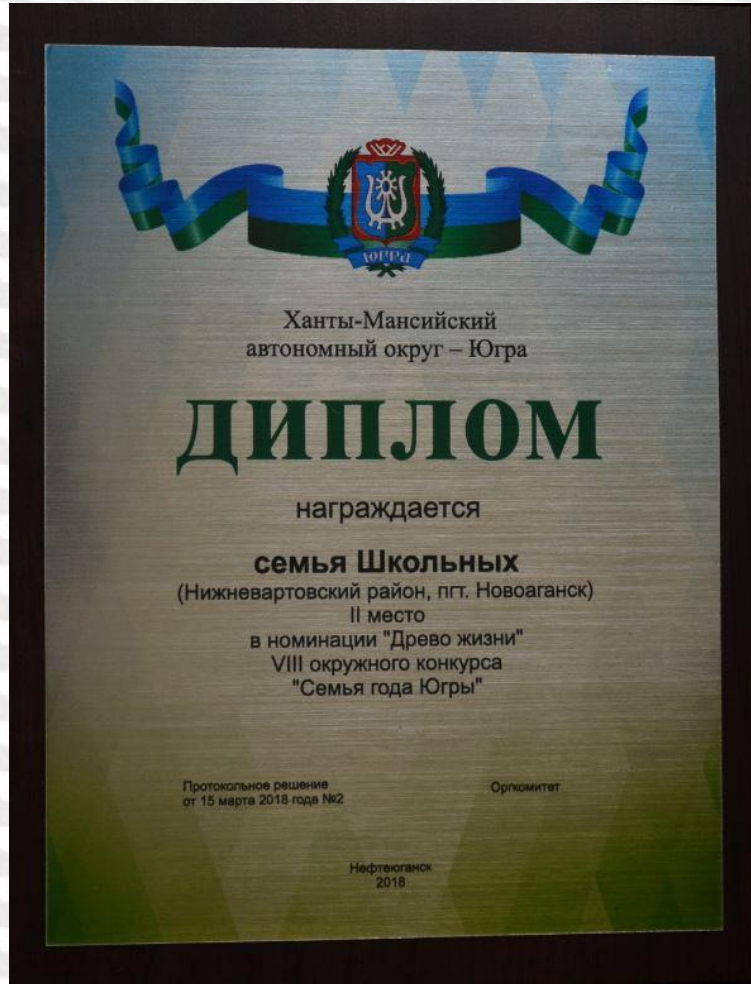 ЮГРА
Ханты-Мансийский
автономный округ – Югра
ДИПЛОМ
награждается
семья Школьных
(Нижневартовский район, пгт. Новоаганск)
II место
в номинации "Древо жизни"
VIII окружного конкурса
"Семья года Югры"
Протокольное решение
от 15 марта 2018 года №2
Оргкомитет
Нефтеюганск
2018